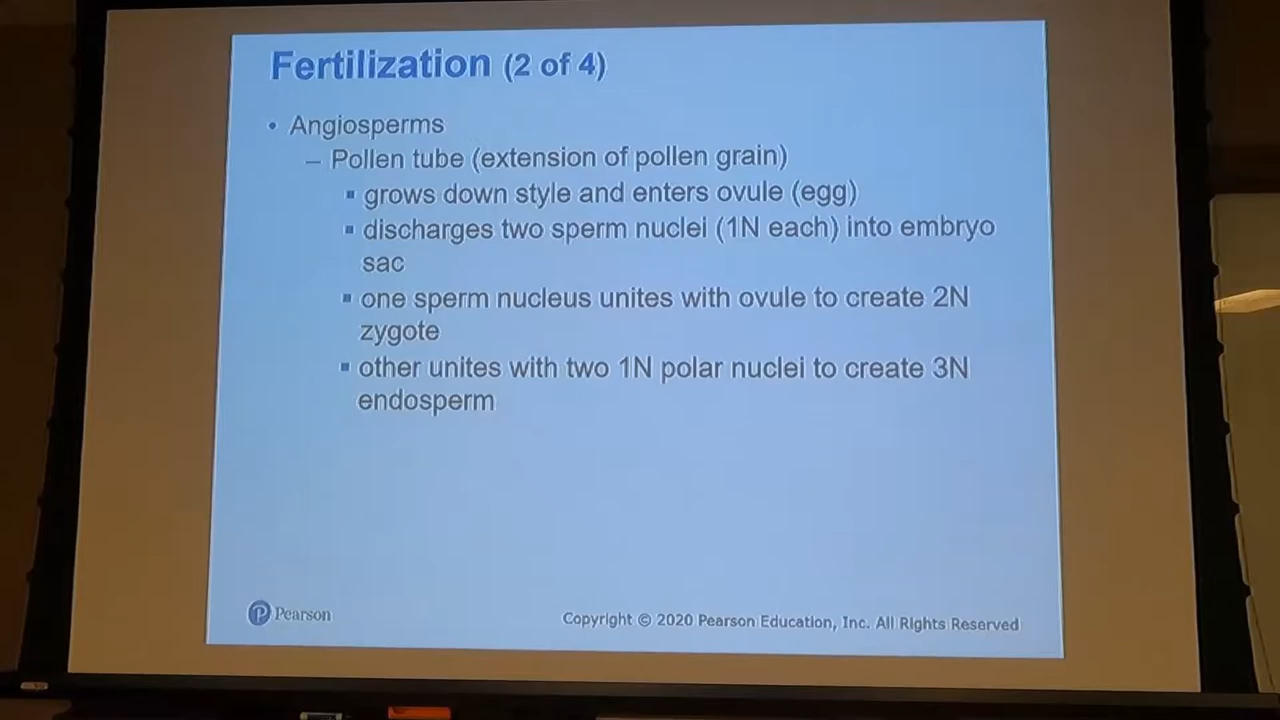 Fertilization (2 of 4)
• Angiosperms
– Pollen tube (extension of pollen grain)
▪ grows down style and enters ovule (egg)
▪ discharges two sperm nuclei (1N each) into embryo
sac
▪ one sperm nucleus unites with ovule to create 2N
zygote
▪ other unites with two 1N polar nuclei to create 3N
endosperm
P Pearson
Copyright © 2020 Pearson Education, Inc. All Rights Reserved